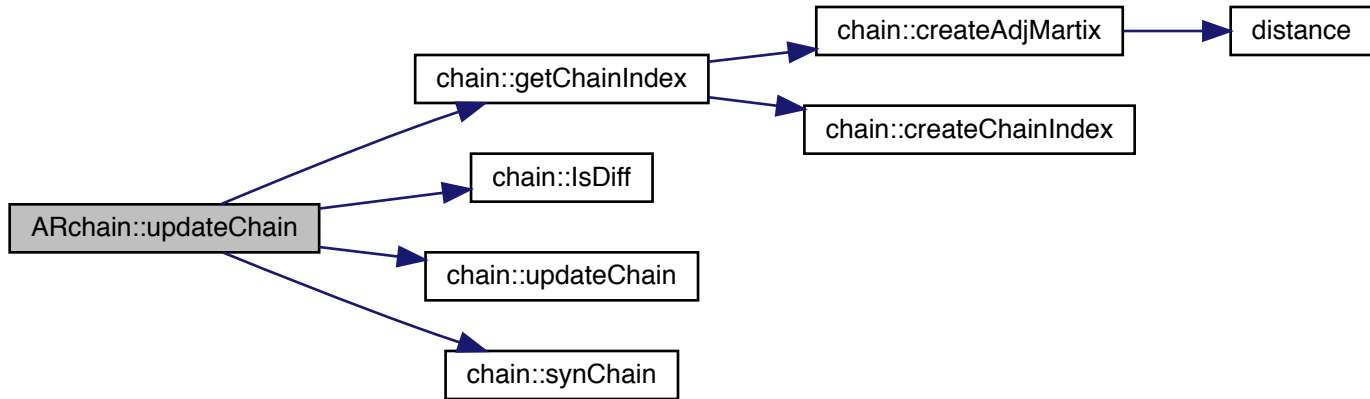 ARchain::updateChain
chain::getChainIndex
chain::createAdjMartix
distance
chain::createChainIndex
chain::IsDiff
chain::updateChain
chain::synChain